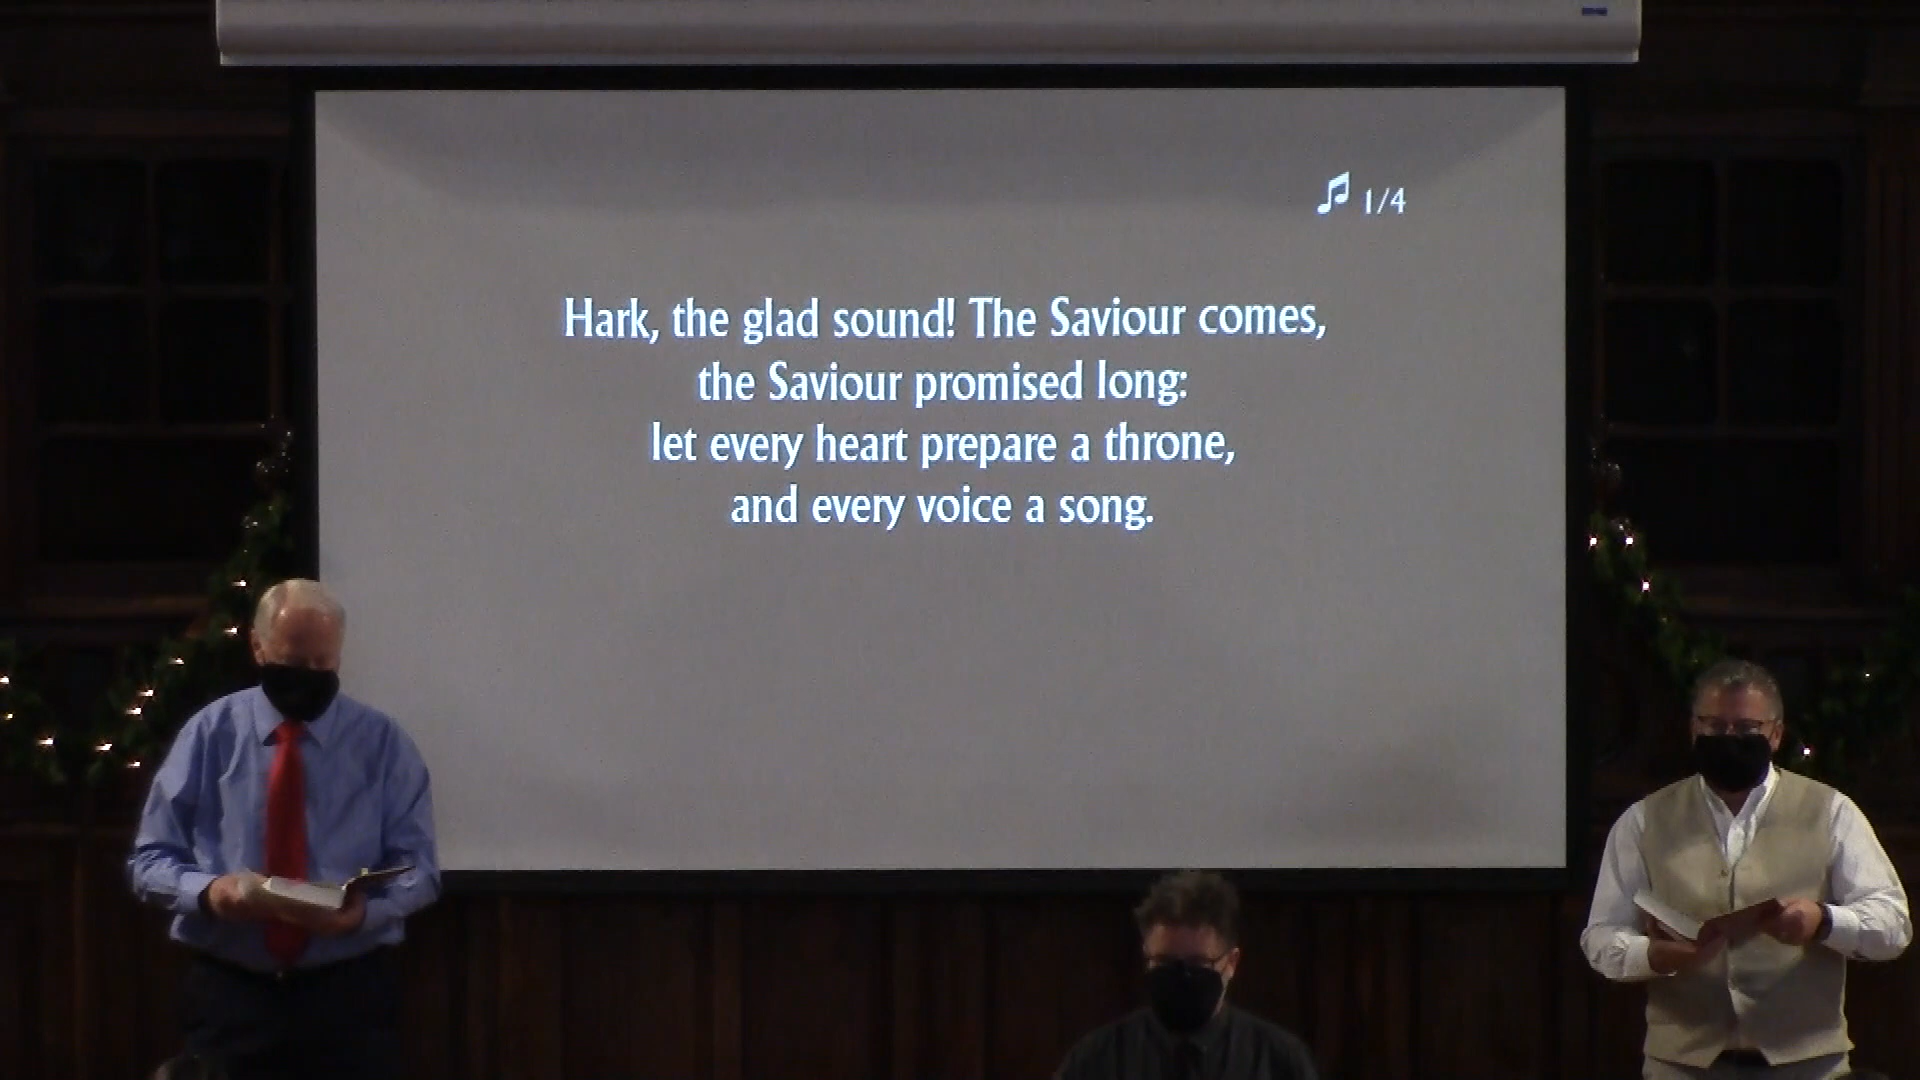 ♫ 1/4
Hark, the glad sound! The Saviour comes,
the Saviour promised long:
let every heart prepare a throne,
and every voice a song.